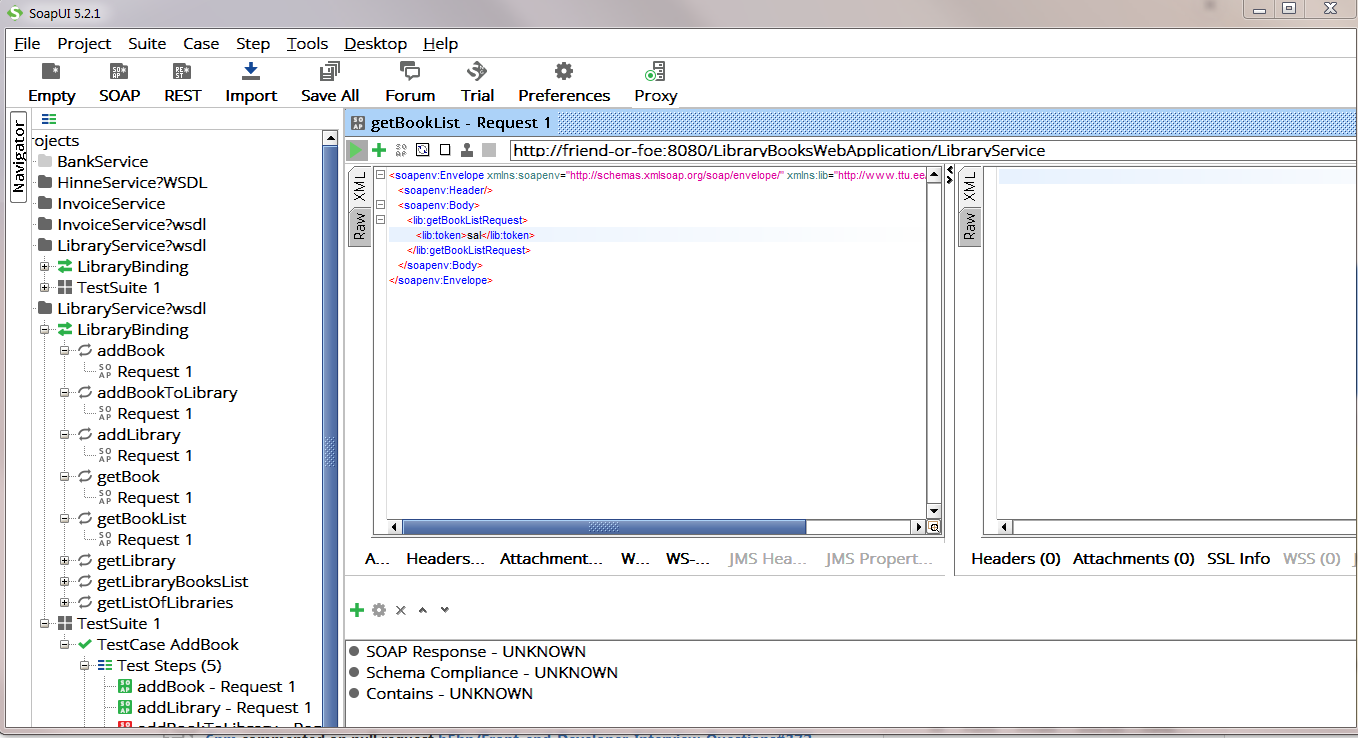 SoapUI 5.2.1
File Project Suite Case Step Tools Desktop Help
Empty SOAP REST Import Save All Forum Trial Preferences Proxy
Navigator
rojects
BankService
HinneService?WSDL
InvoiceService
InvoiceService?wsdl
LibraryService?WSDL
LibraryBinding
TestSuite 1
LibraryService?wsdl
LibraryBinding
addBook
Request 1
addBookToLibrary
Request 1
addLibrary
Request 1
getBook
Request 1
getBookList
Request 1
getLibrary
getLibraryBooksList
getListOfLibraries
TestSuite 1
TestCase AddBook
Test Steps (5)
addBook - Request 1
addLibrary - Request 1
getBookList - Request 1
http://friend-or-foe:8080/LibraryBooksWebApplication/LibraryService
XML
Raw
<soapenv:Envelope xmlns:soapenv="http://schemas.xmlsoap.org/soap/envelope/" xmlns:lib="http://www.ttu.ee/
<soapenv:Header/>
<soapenv:Body>
<lib:getBookListRequest>
<lib:token>sal</lib:token>
</lib:getBookListRequest>
</soapenv:Body>
</soapenv:Envelope>
XML
Raw
A... Headers... Attachment... W... WS-... JMS Hea... JMS Propert...
Headers (0) Attachments (0) SSL Info WSS (0)
SOAP Response - UNKNOWN
Schema Compliance - UNKNOWN
Contains - UNKNOWN